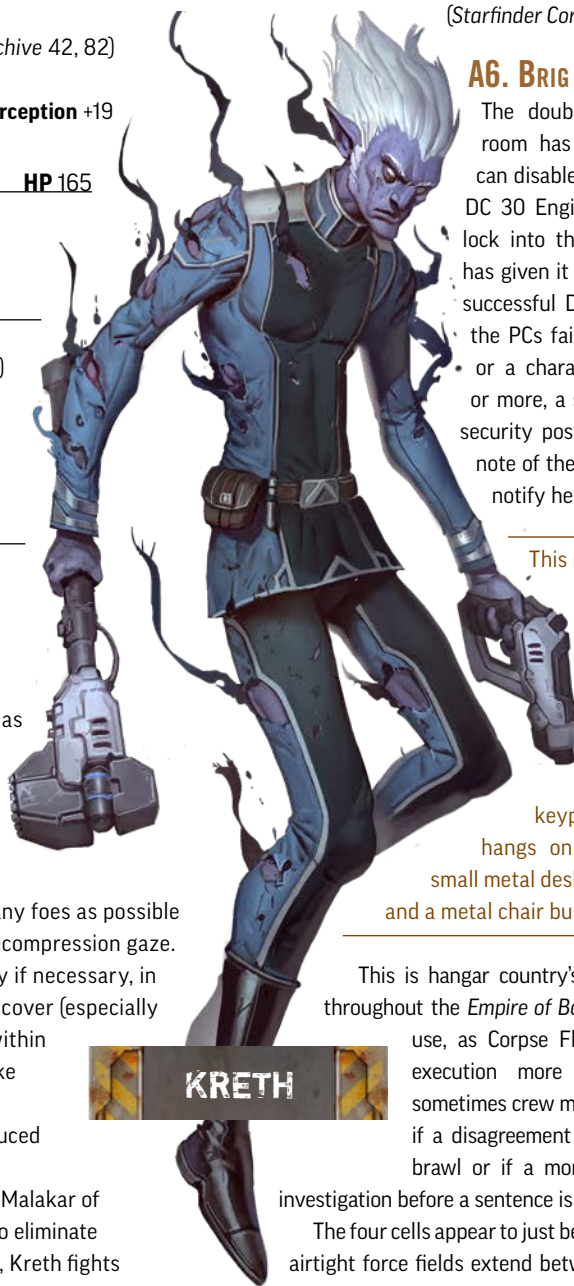 chive 42, 82)
rception +19
HP 165
)
as
ny foes as possible
ecompression gaze.
y if necessary, in
cover (especially
within
ke
uced
Malakar of
o eliminate
, Kreth fights
KRETH
(Starfinder Cor
A6. BRIG
The doub
room has
can disable
DC 30 Engi
lock into th
has given it
successful D
the PCs fai
or a chara
or more, a s
security pos
note of the
notify he
This
keyp
hangs on
small metal desk
and a metal chair bu
This is hangar country's
throughout the Empire of Bo
use, as Corpse Fl
execution more
sometimes crew m
if a disagreement
brawl or if a mor
investigation before a sentence is
The four cells appear to just be
airtight force fields extend betw